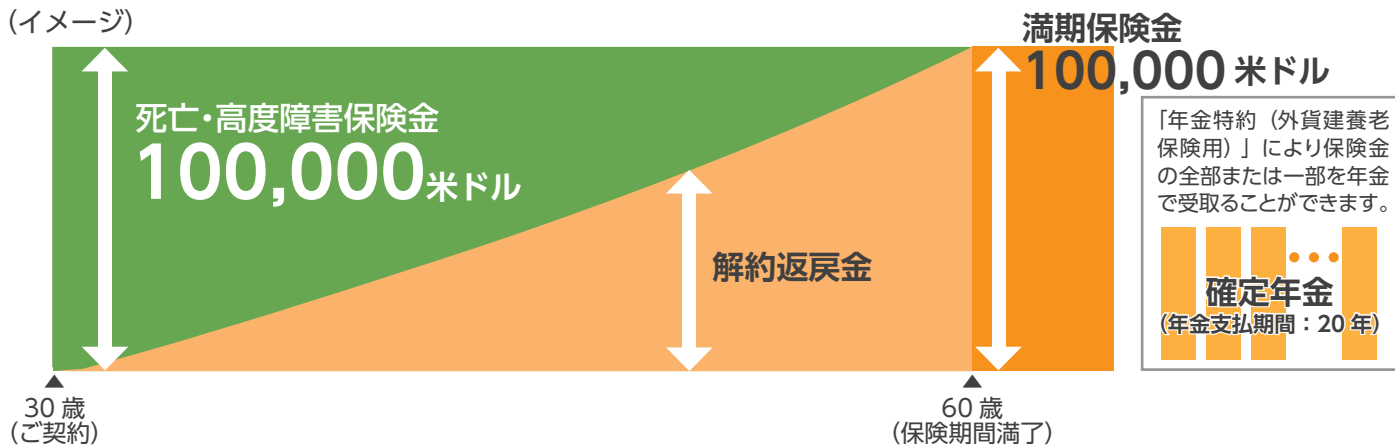 (イメージ)
死亡・高度障害保険金
100,000米ドル
解約返戻金
満期保険金
100,000 米ドル
「年金特約（外貨建養老
保険用）」により保険金
の全部または一部を年金
で受取ることができます。
確定年金
（年金支払期間：20 年）
30 歳
（ご契約）
60 歳
（保険期間満了）